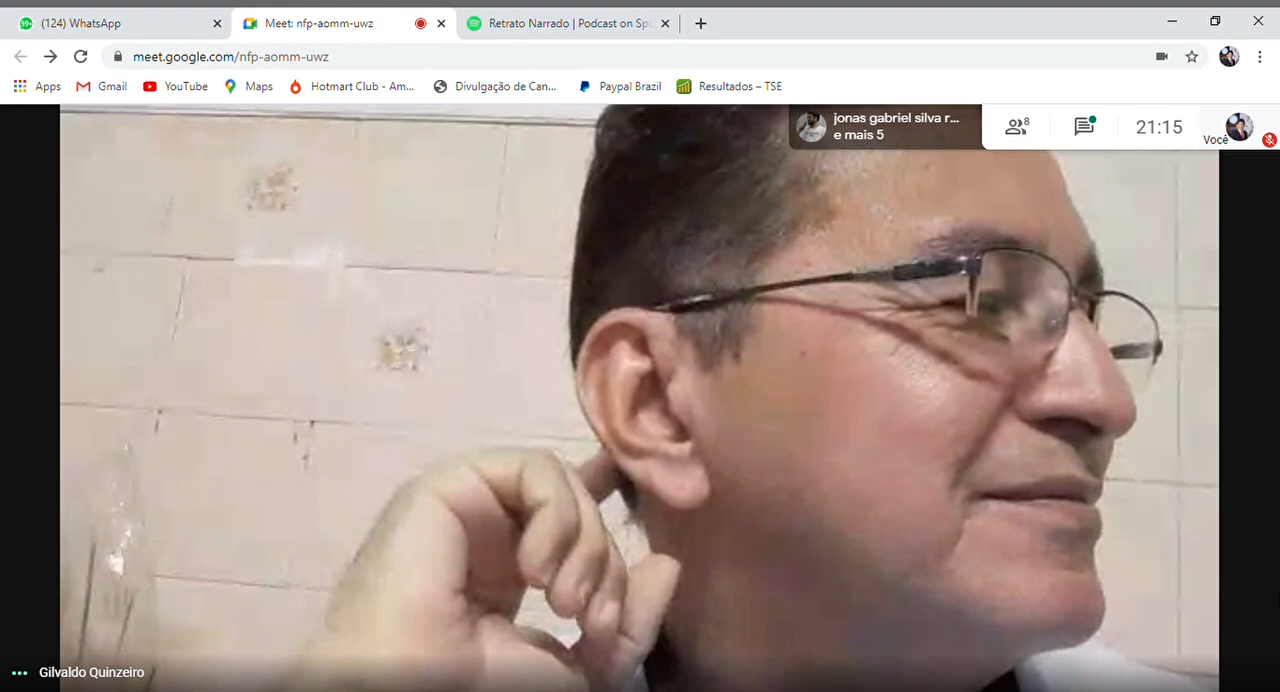 (124) WhatsApp
Meet: nfp-aomm-uwz
Retrato Narrado | Podcast on Spo
meet.google.com/nfp-aomm-uwz
Apps Gmail YouTube Maps Hotmart Club - Am... Divulgação de Can... Paypal Brazil Resultados – TSE
jonas gabriel silva r...
e mais 5
8
21:15
Você
Gilvaldo Quinzeiro